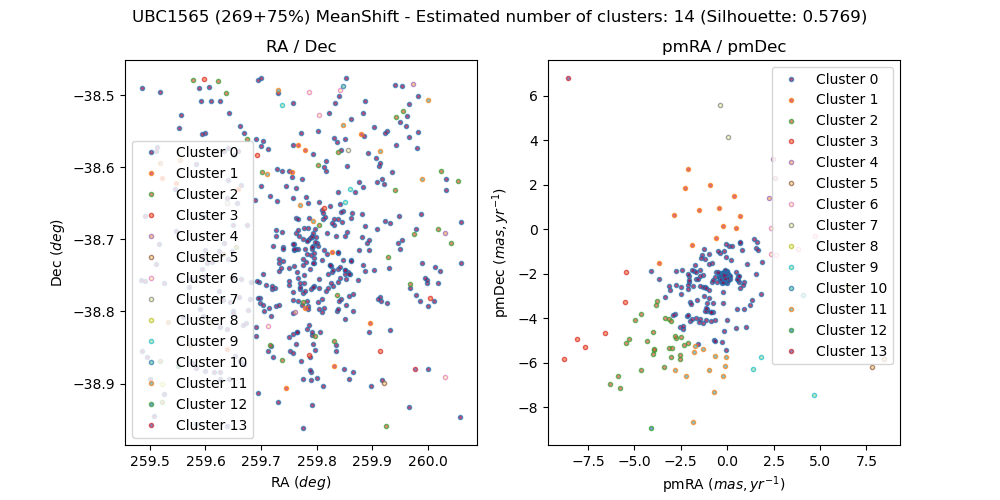 UBC1565 (269+75%) MeanShift - Estimated number of clusters: 14 (Silhouette: 0.5769)
RA / Dec
Dec (deg)
−38.5
−38.6
−38.7
−38.8
−38.9
Cluster 0
Cluster 1
Cluster 2
Cluster 3
Cluster 4
Cluster 5
Cluster 6
Cluster 7
Cluster 8
Cluster 9
Cluster 10
Cluster 11
Cluster 12
Cluster 13
259.5 259.6 259.7 259.8 259.9 260.0
RA (deg)
pmRA / pmDec
pmDec (mas, yr⁻¹)
6
4
2
0
−2
−4
−6
−8
Cluster 0
Cluster 1
Cluster 2
Cluster 3
Cluster 4
Cluster 5
Cluster 6
Cluster 7
Cluster 8
Cluster 9
Cluster 10
Cluster 11
Cluster 12
Cluster 13
−7.5 −5.0 −2.5 0.0 2.5 5.0 7.5
pmRA (mas, yr⁻¹)